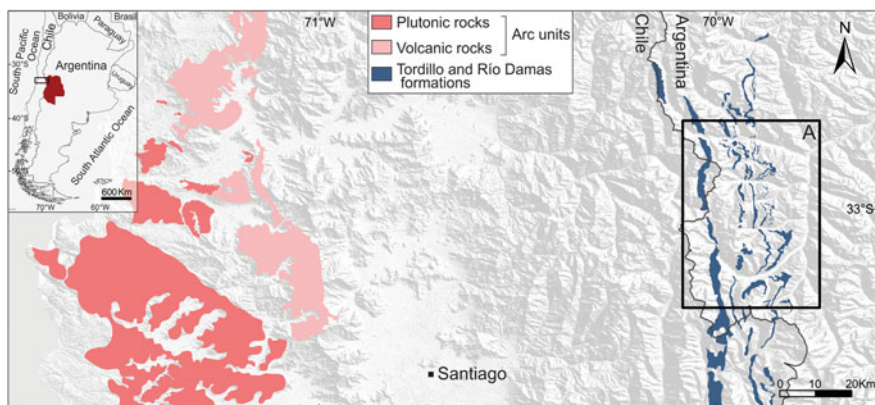 Bolivia
Brasil
Paraguay
Chile
South Pacific
Ocean
30°S
Argentina
Uruguay
40°S
South Atlantic Ocean
600Km
70°W
60°W
71°W
Plutonic rocks
Volcanic rocks
Arc units
Tordillo and Río Damas
formations
Chile
Argentina
70°W
N
A
33°S
Santiago
0
10
20Km